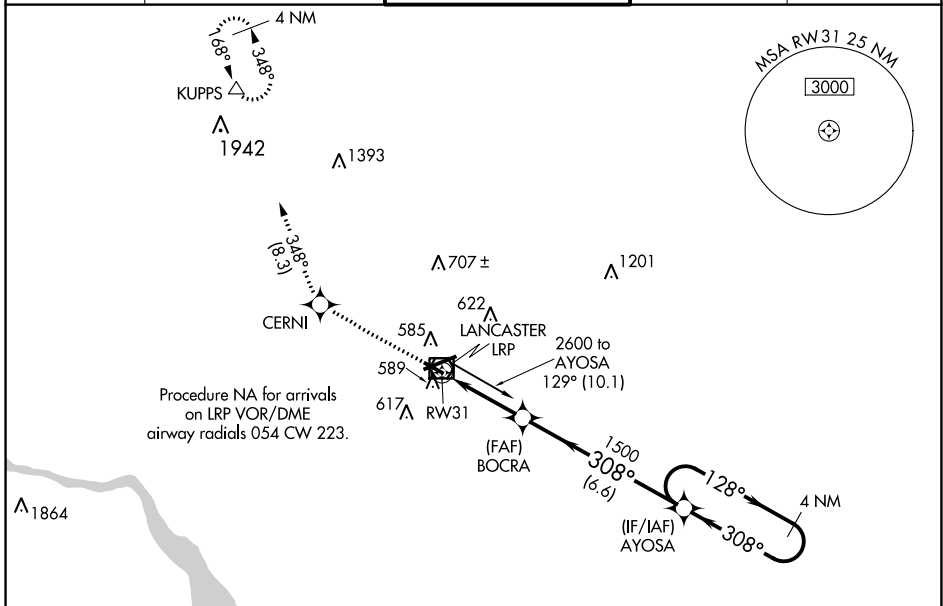 4 NM
168°
348°
KUPPS
1942
1393
MSA RW31 25 NM
3000
348°
(8.3)
707 ±
1201
622
CERNI
585
LANCASTER
LRP
2600 to
AYOSA
129° (10.1)
589
Procedure NA for arrivals
on LRP VOR/DME
airway radials 054 CW 223.
617
RW31
(FAF)
BOCRA
1500
308°
(6.6)
128°
4 NM
308°
(IF/IAF)
AYOSA
1864